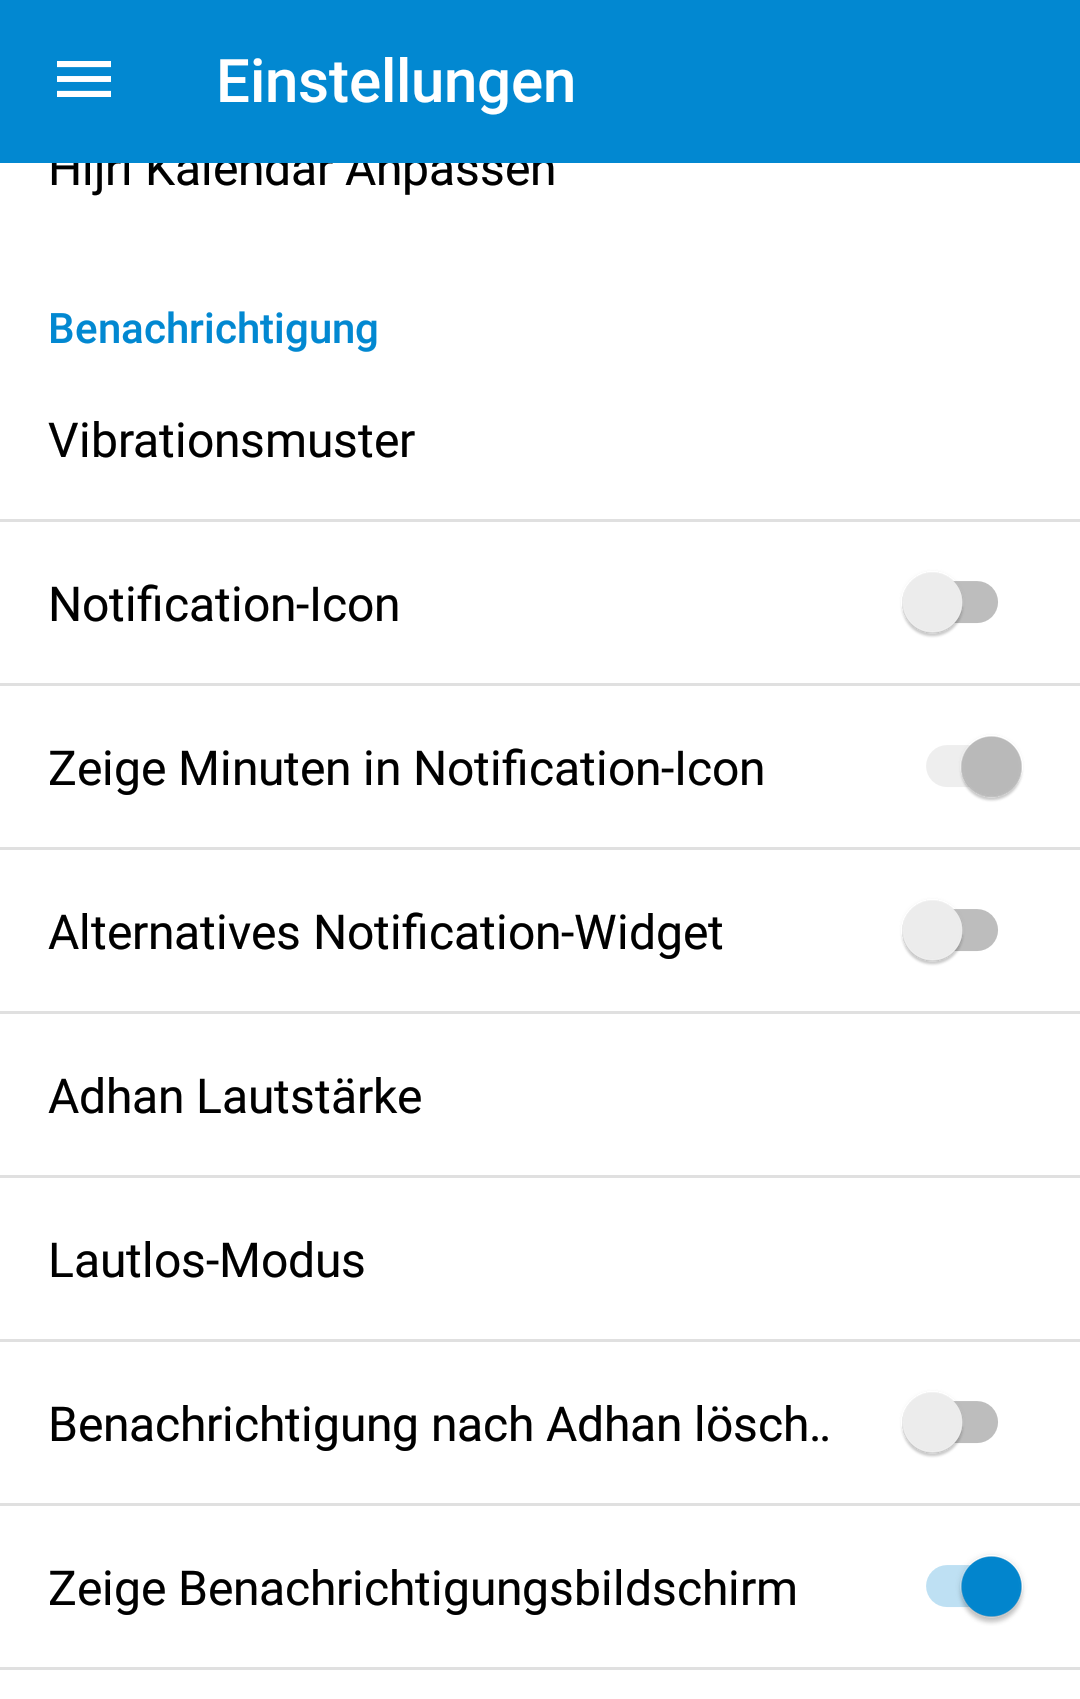 Einstellungen
Hijri Kalendar Anpassen
Benachrichtigung
Vibrationsmuster
Notification-Icon
Zeige Minuten in Notification-Icon
Alternatives Notification-Widget
Adhan Lautstärke
Lautlos-Modus
Benachrichtigung nach Adhan lösch..
Zeige Benachrichtigungsbildschirm